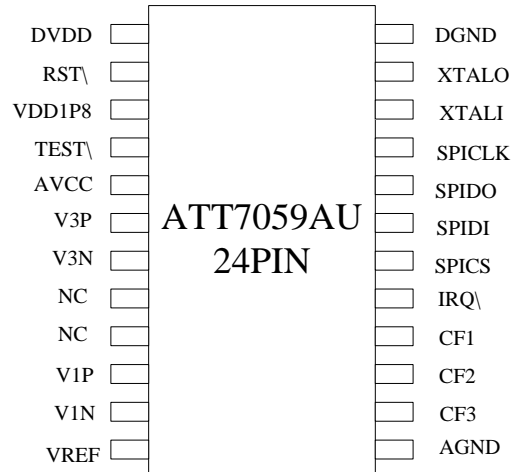 DVDD DGND
RST\ XTALO
VDD1P8 XTALI
TEST\ SPICLK
AVCC SPIDO
V3P ATT7059AU SPIDI
V3N 24PIN SPICS
NC IRQ\
NC CF1
V1P CF2
V1N CF3
VREF AGND